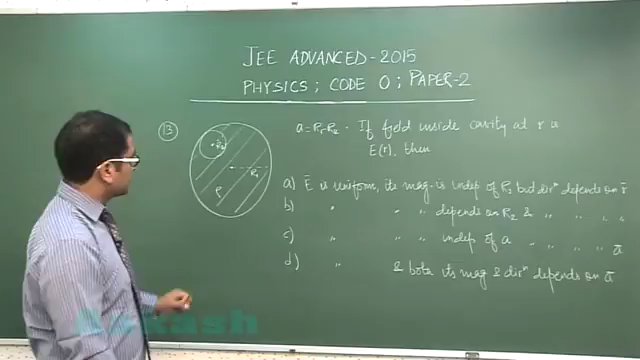 JEE ADVANCED-2015
PHYSICS; CODE 0; PAPER-2
13
R2
R1
ρ
a = R1-R2. If field inside cavity at r is
E(r), then
a) E̅ is uniform, its mag. is indep of R2 but dirⁿ depends on r̅
b) " " " depends on R2 & " " " "
c) " " " indep of a " " " a̅
d) " & both its mag & dirⁿ depends on a̅
Aakash